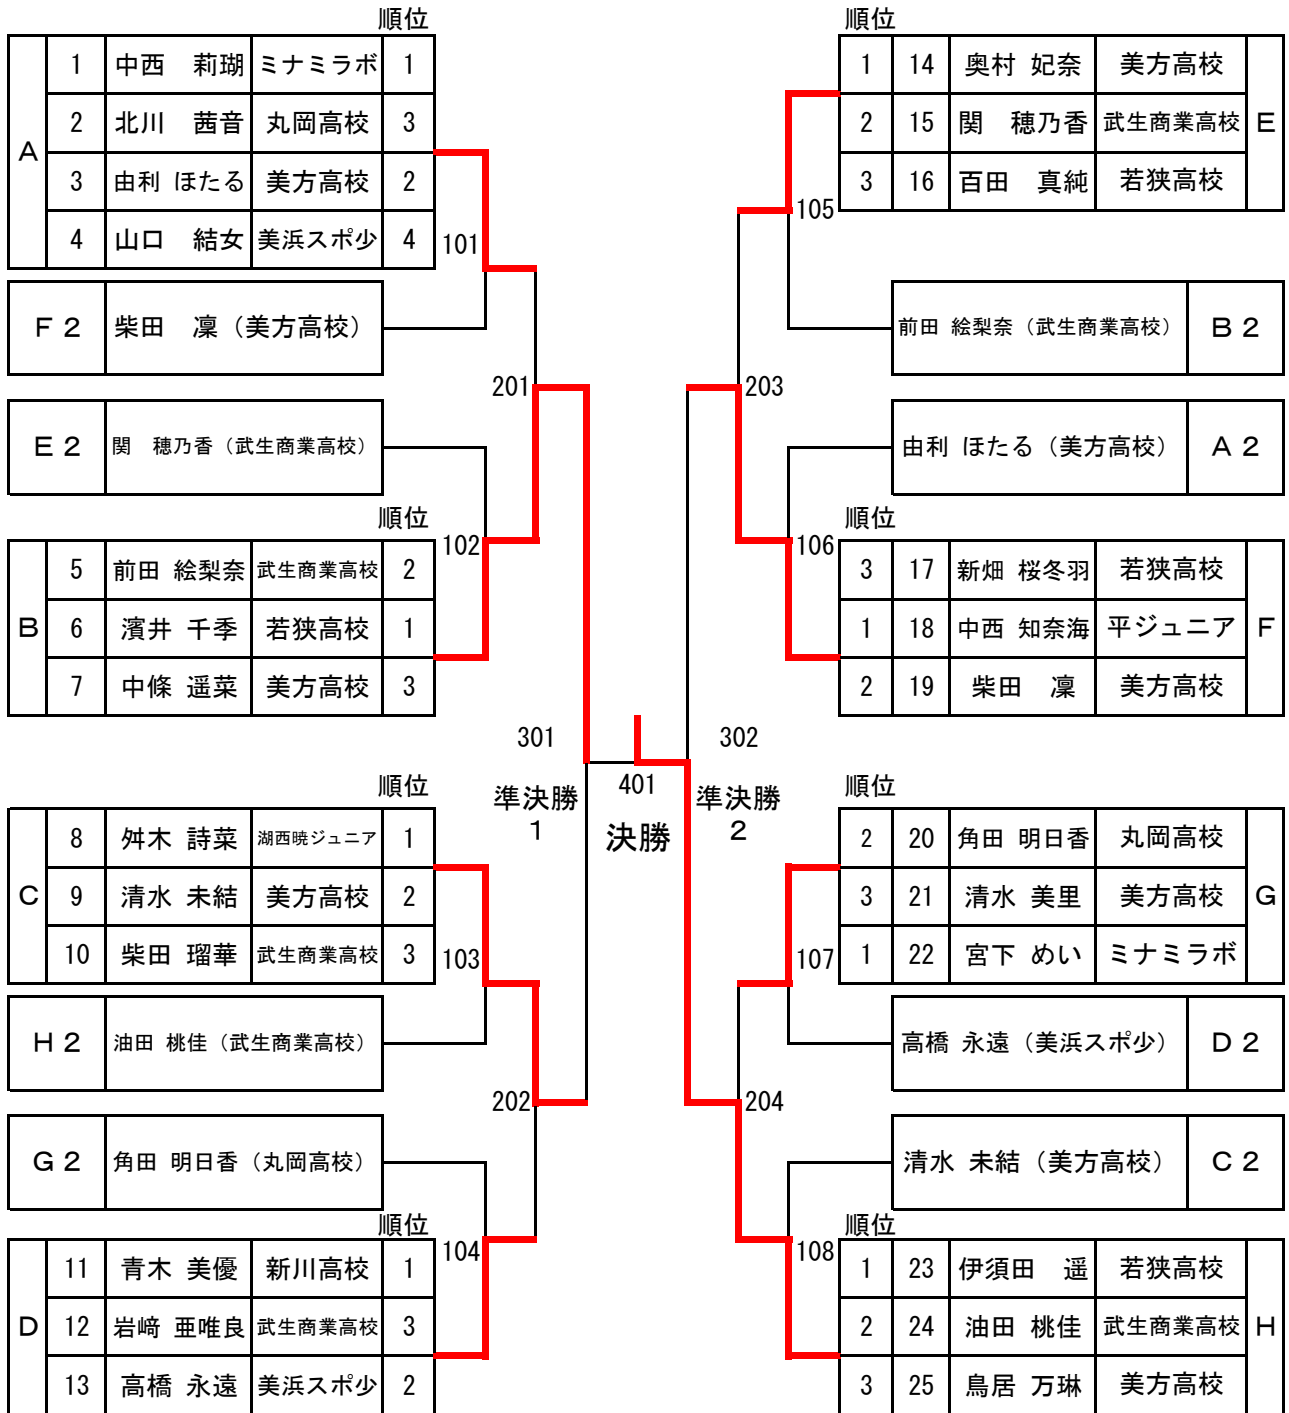 順位
A
1 中西　莉瑚 ミナミラボ 1
2 北川　茜音 丸岡高校 3
3 由利 ほたる 美方高校 2
4 山口　結女 美浜スポ少 4
101
F 2 柴田　凜（美方高校）
201
E 2 関　穂乃香（武生商業高校）
順位
102
B
5 前田 絵梨奈 武生商業高校 2
6 濱井 千季 若狭高校 1
7 中條 遥菜 美方高校 3
301
準決勝
1
順位
C
8 舛木 詩菜 湖西暁ジュニア 1
9 清水 未結 美方高校 2
10 柴田 瑠華 武生商業高校 3
103
H 2 油田 桃佳（武生商業高校）
202
G 2 角田 明日香（丸岡高校）
順位
104
D
11 青木 美優 新川高校 1
12 岩﨑 亜唯良 武生商業高校 3
13 高橋 永遠 美浜スポ少 2
401
決勝
順位
1 14 奥村 妃奈 美方高校
2 15 関　穂乃香 武生商業高校
3 16 百田　真純 若狭高校
E
105
前田 絵梨奈（武生商業高校） B 2
203
由利 ほたる（美方高校） A 2
順位
106
3 17 新畑 桜冬羽 若狭高校
1 18 中西 知奈海 平ジュニア
2 19 柴田　凜 美方高校
F
302
準決勝
2
順位
2 20 角田 明日香 丸岡高校
3 21 清水 美里 美方高校
1 22 宮下 めい ミナミラボ
G
107
高橋 永遠（美浜スポ少） D 2
204
清水 未結（美方高校） C 2
順位
108
1 23 伊須田　遥 若狭高校
2 24 油田 桃佳 武生商業高校
3 25 鳥居 万琳 美方高校
H